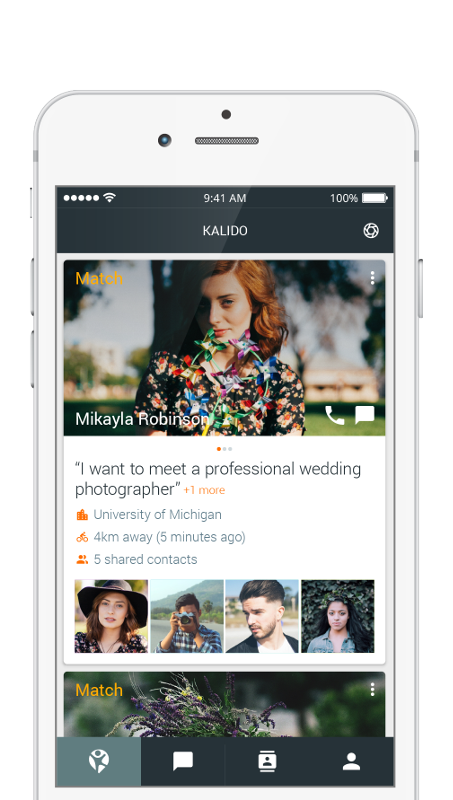 9:41 AM 100%
KALIDO
Match
Mikayla Robinson
“I want to meet a professional wedding
photographer” +1 more
University of Michigan
4km away (5 minutes ago)
5 shared contacts
Match